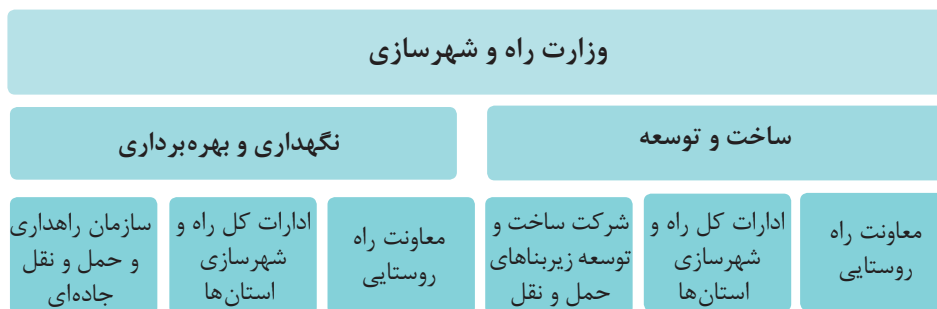 وزارت راه و شهرسازی
ساخت و توسعه
نگهداری و بهره‌برداری
معاونت راه
روستایی
ادارات کل راه و
شهرسازی
استان‌ها
شرکت ساخت و
توسعه زیربناهای
حمل و نقل
معاونت راه
روستایی
ادارات کل راه و
شهرسازی
استان‌ها
سازمان راهداری
و حمل و نقل
جاده‌ای